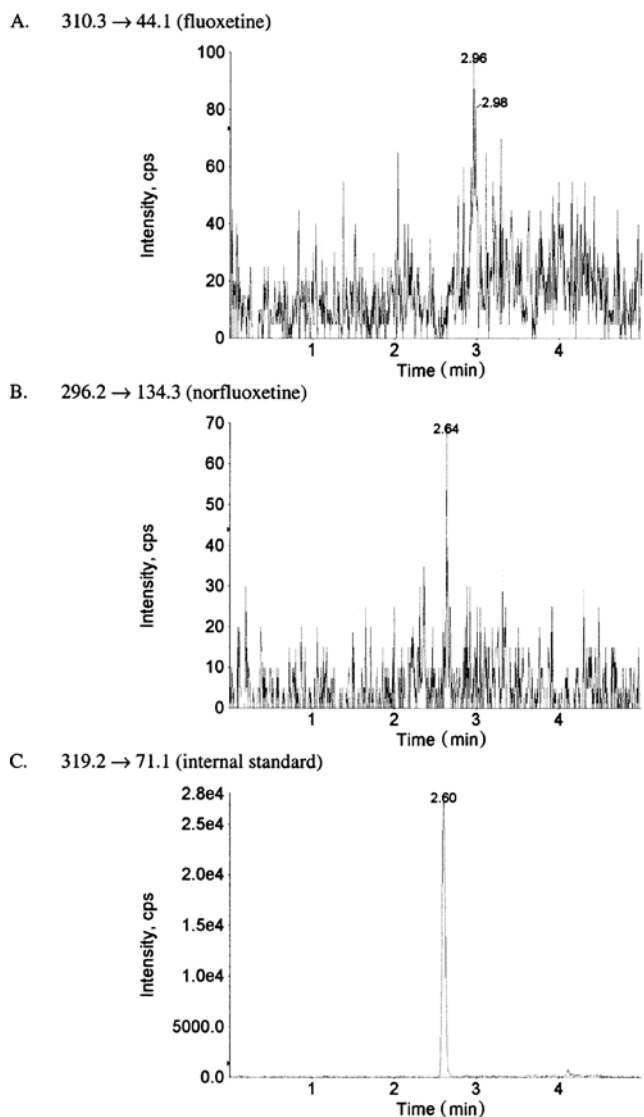 A. 310.3 → 44.1 (fluoxetine)
100
80
60
40
20
0
Intensity, cps
2.96
2.98
1 2 3 4
Time (min)
B. 296.2 → 134.3 (norfluoxetine)
70
60
50
40
30
20
10
0
Intensity, cps
2.64
1 2 3 4
Time (min)
C. 319.2 → 71.1 (internal standard)
2.8e4
2.5e4
2.0e4
1.5e4
1.0e4
5000.0
0.0
Intensity, cps
2.60
1 2 3 4
Time (min)